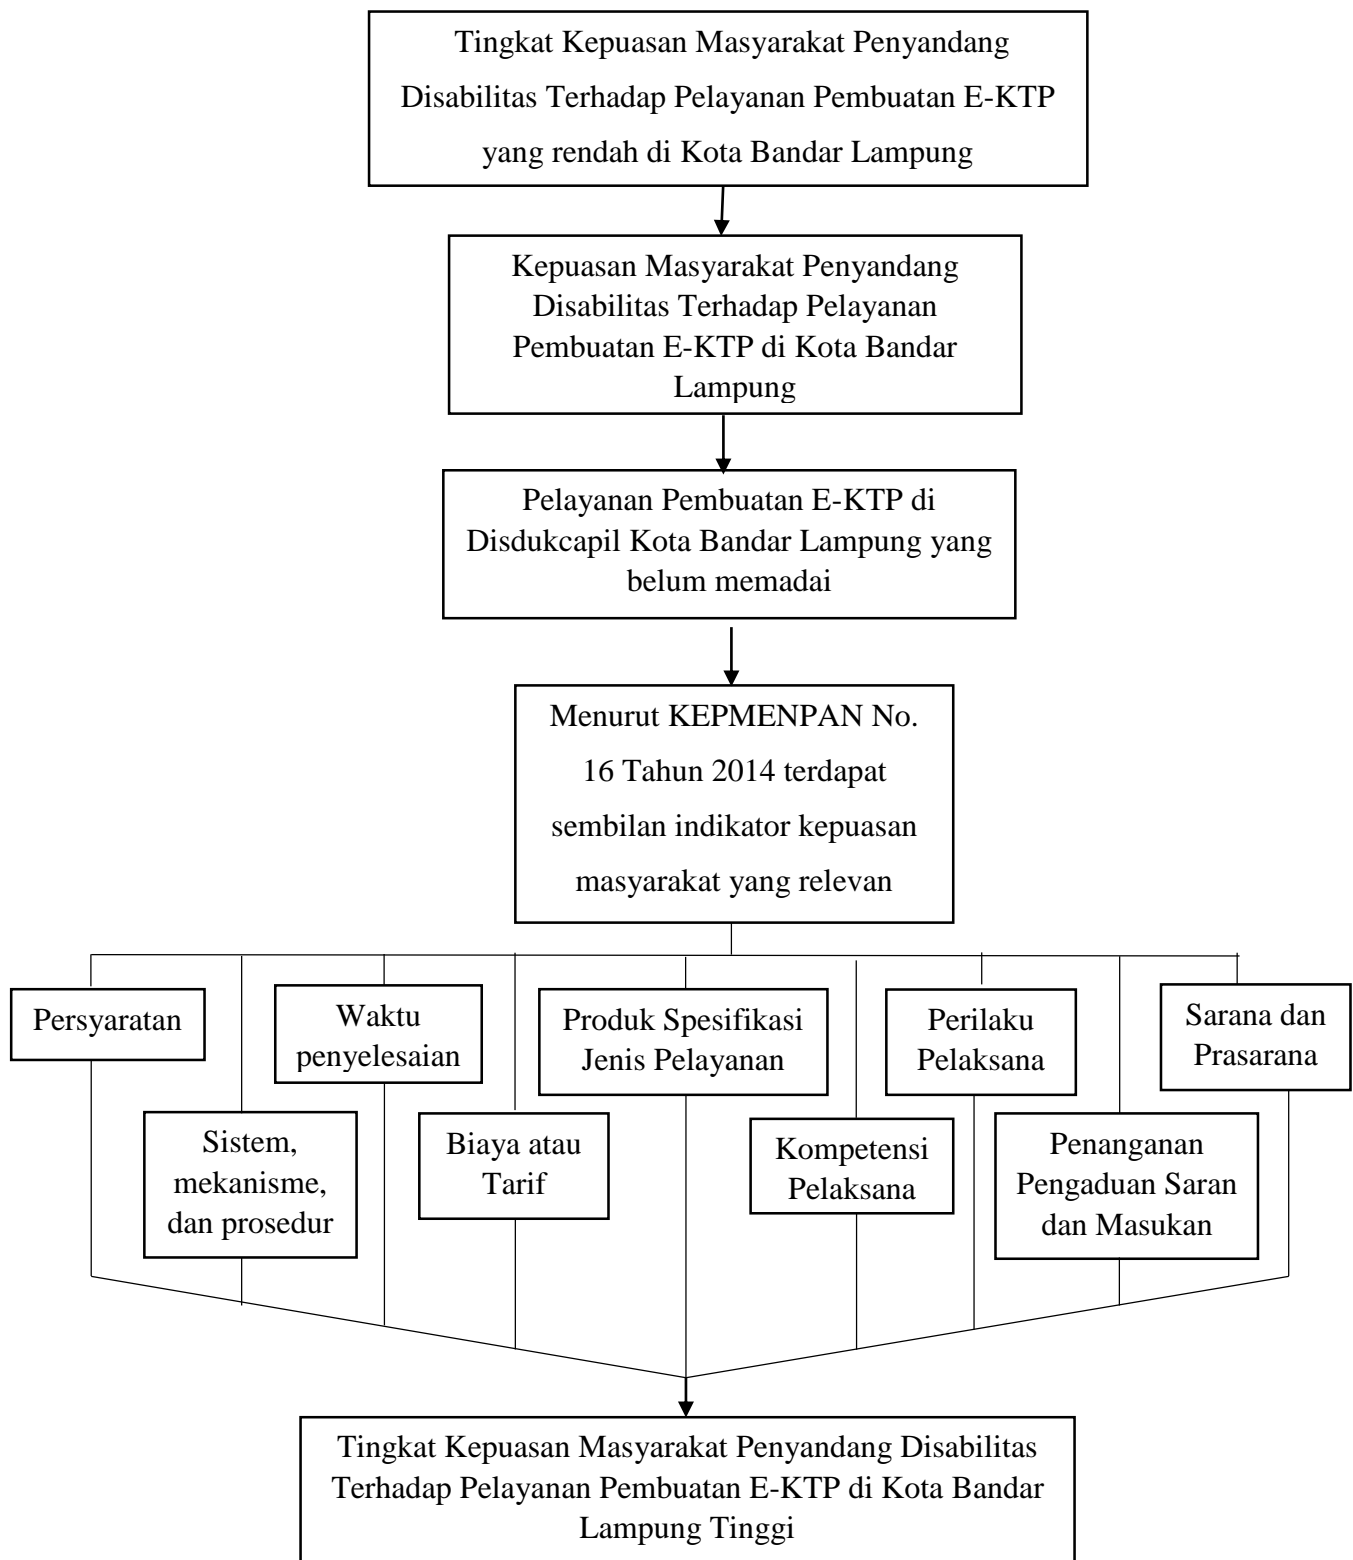 Tingkat Kepuasan Masyarakat Penyandang
Disabilitas Terhadap Pelayanan Pembuatan E-KTP
yang rendah di Kota Bandar Lampung
Kepuasan Masyarakat Penyandang
Disabilitas Terhadap Pelayanan
Pembuatan E-KTP di Kota Bandar
Lampung
Pelayanan Pembuatan E-KTP di
Disdukcapil Kota Bandar Lampung yang
belum memadai
Menurut KEPMENPAN No.
16 Tahun 2014 terdapat
sembilan indikator kepuasan
masyarakat yang relevan
Persyaratan
Sistem,
mekanisme,
dan prosedur
Waktu
penyelesaian
Biaya atau
Tarif
Produk Spesifikasi
Jenis Pelayanan
Kompetensi
Pelaksana
Perilaku
Pelaksana
Penanganan
Pengaduan Saran
dan Masukan
Sarana dan
Prasarana
Tingkat Kepuasan Masyarakat Penyandang Disabilitas
Terhadap Pelayanan Pembuatan E-KTP di Kota Bandar
Lampung Tinggi